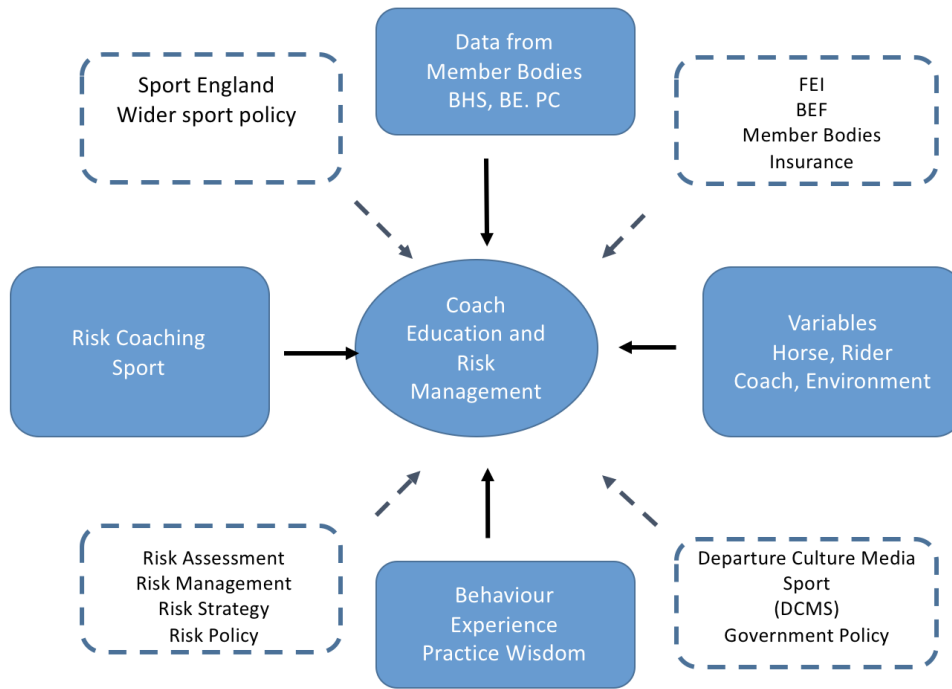 Data from
Member Bodies
BHS, BE. PC
Sport England
Wider sport policy
FEI
BEF
Member Bodies
Insurance
Risk Coaching
Sport
Coach
Education and
Risk
Management
Variables
Horse, Rider
Coach, Environment
Risk Assessment
Risk Management
Risk Strategy
Risk Policy
Behaviour
Experience
Practice Wisdom
Departure Culture Media
Sport
(DCMS)
Government Policy